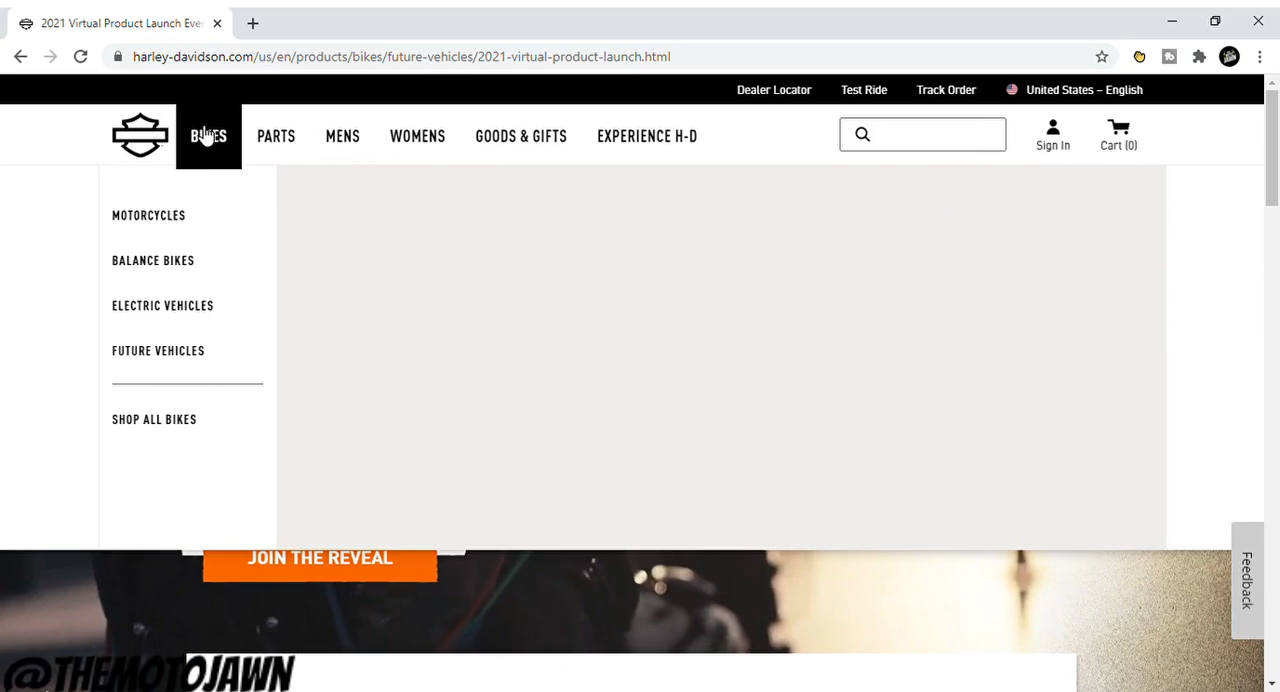 2021 Virtual Product Launch Eve
harley-davidson.com/us/en/products/bikes/future-vehicles/2021-virtual-product-launch.html
Dealer Locator Test Ride Track Order United States – English
BIKES PARTS MENS WOMENS GOODS & GIFTS EXPERIENCE H-D
Sign In Cart (0)
MOTORCYCLES
BALANCE BIKES
ELECTRIC VEHICLES
FUTURE VEHICLES
SHOP ALL BIKES
JOIN THE REVEAL
Feedback
@THEMOTOJAWN